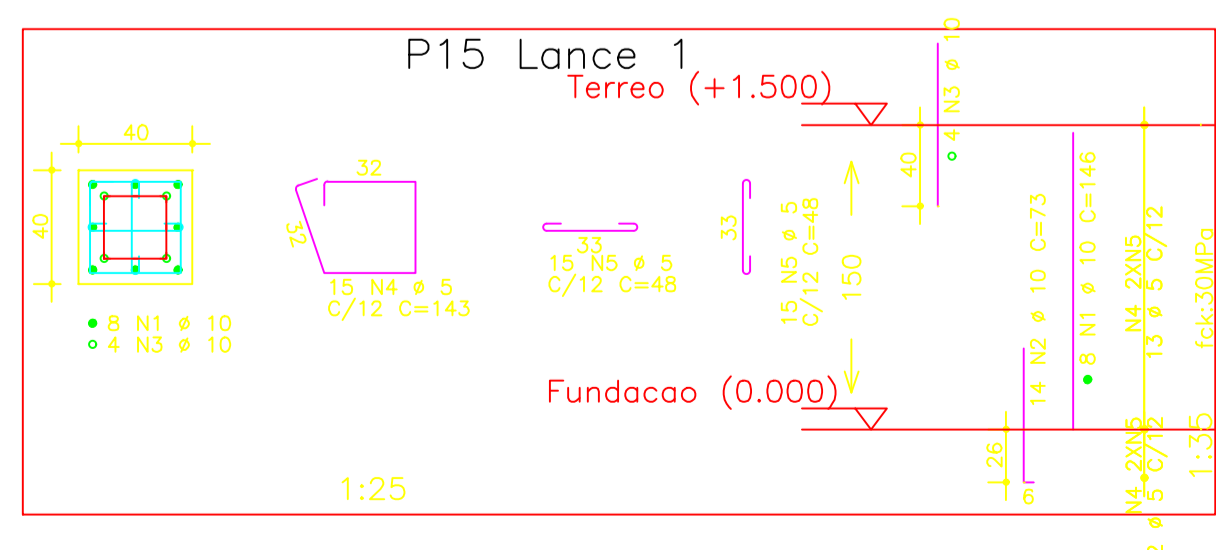 P15 Lance 1
Terreo (+1.500)
40
40
32
32
15 N4 ø 5
C/12 C=143
33
15 N5 ø 5
C/12 C=48
33
15 N5 ø 5
C/12 C=48
150
40
4 N3 ø 10
8 N1 ø 10
4 N3 ø 10
Fundacao (0.000)
14 N2 ø 10 C=73
8 N1 ø 10 C=146
N4 2XN5
13 ø 5 C/12
fck:30MPa
26
6
N4 2XN5
2 ø 5 C/12
1:35
1:25